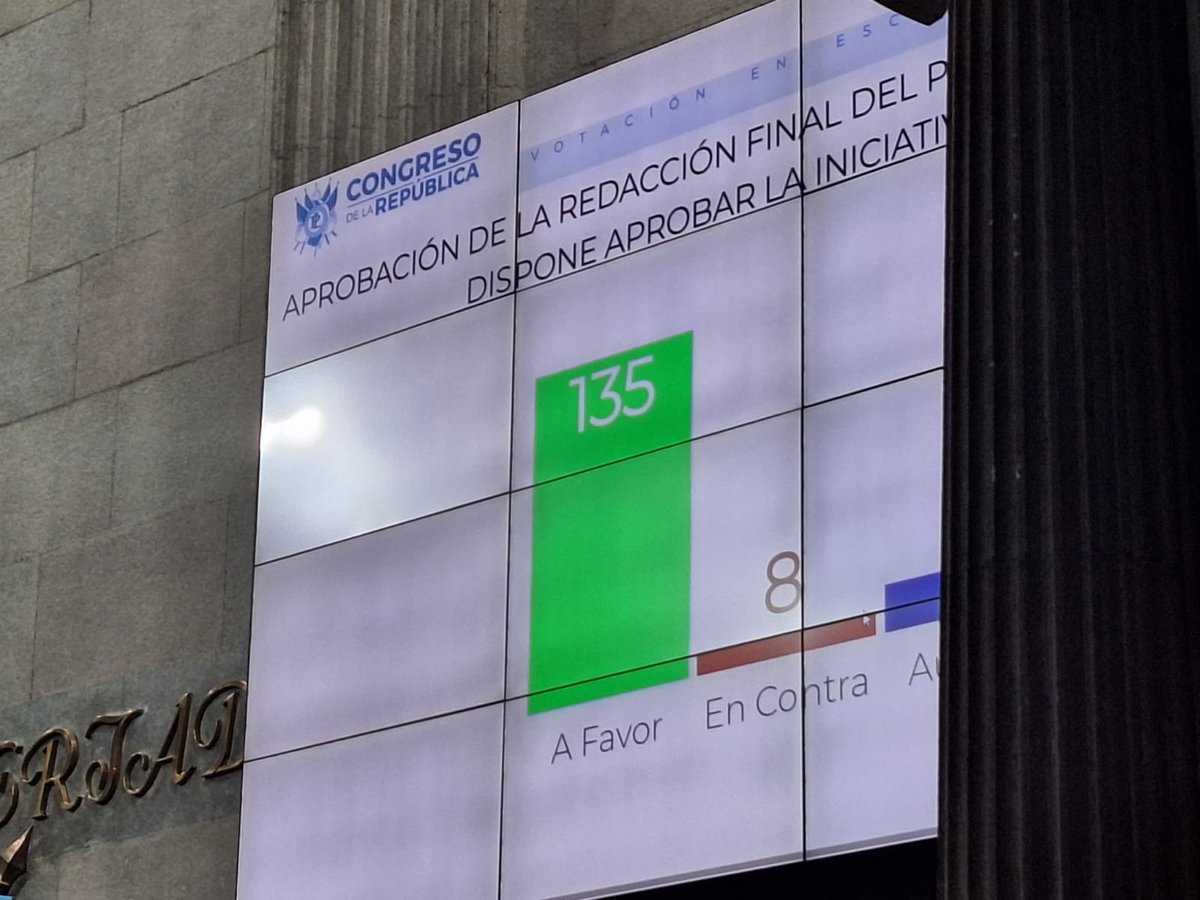 CONGRESO
DE LA REPÚBLICA
VOTACIÓN EN
APROBACIÓN DE LA REDACCIÓN FINAL DEL
DISPONE APROBAR LA
135
8
A Favor
En Contra